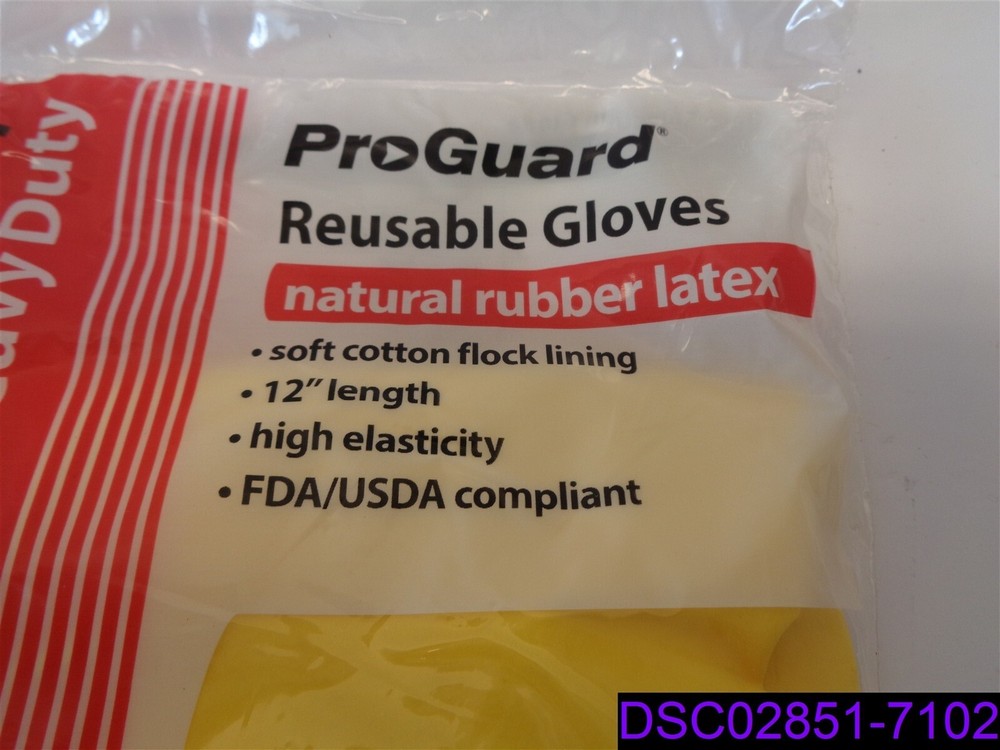 ProGuard®
Reusable Gloves
natural rubber latex
• soft cotton flock lining
• 12" length
• high elasticity
• FDA/USDA compliant
Duty
DSC02851-7102